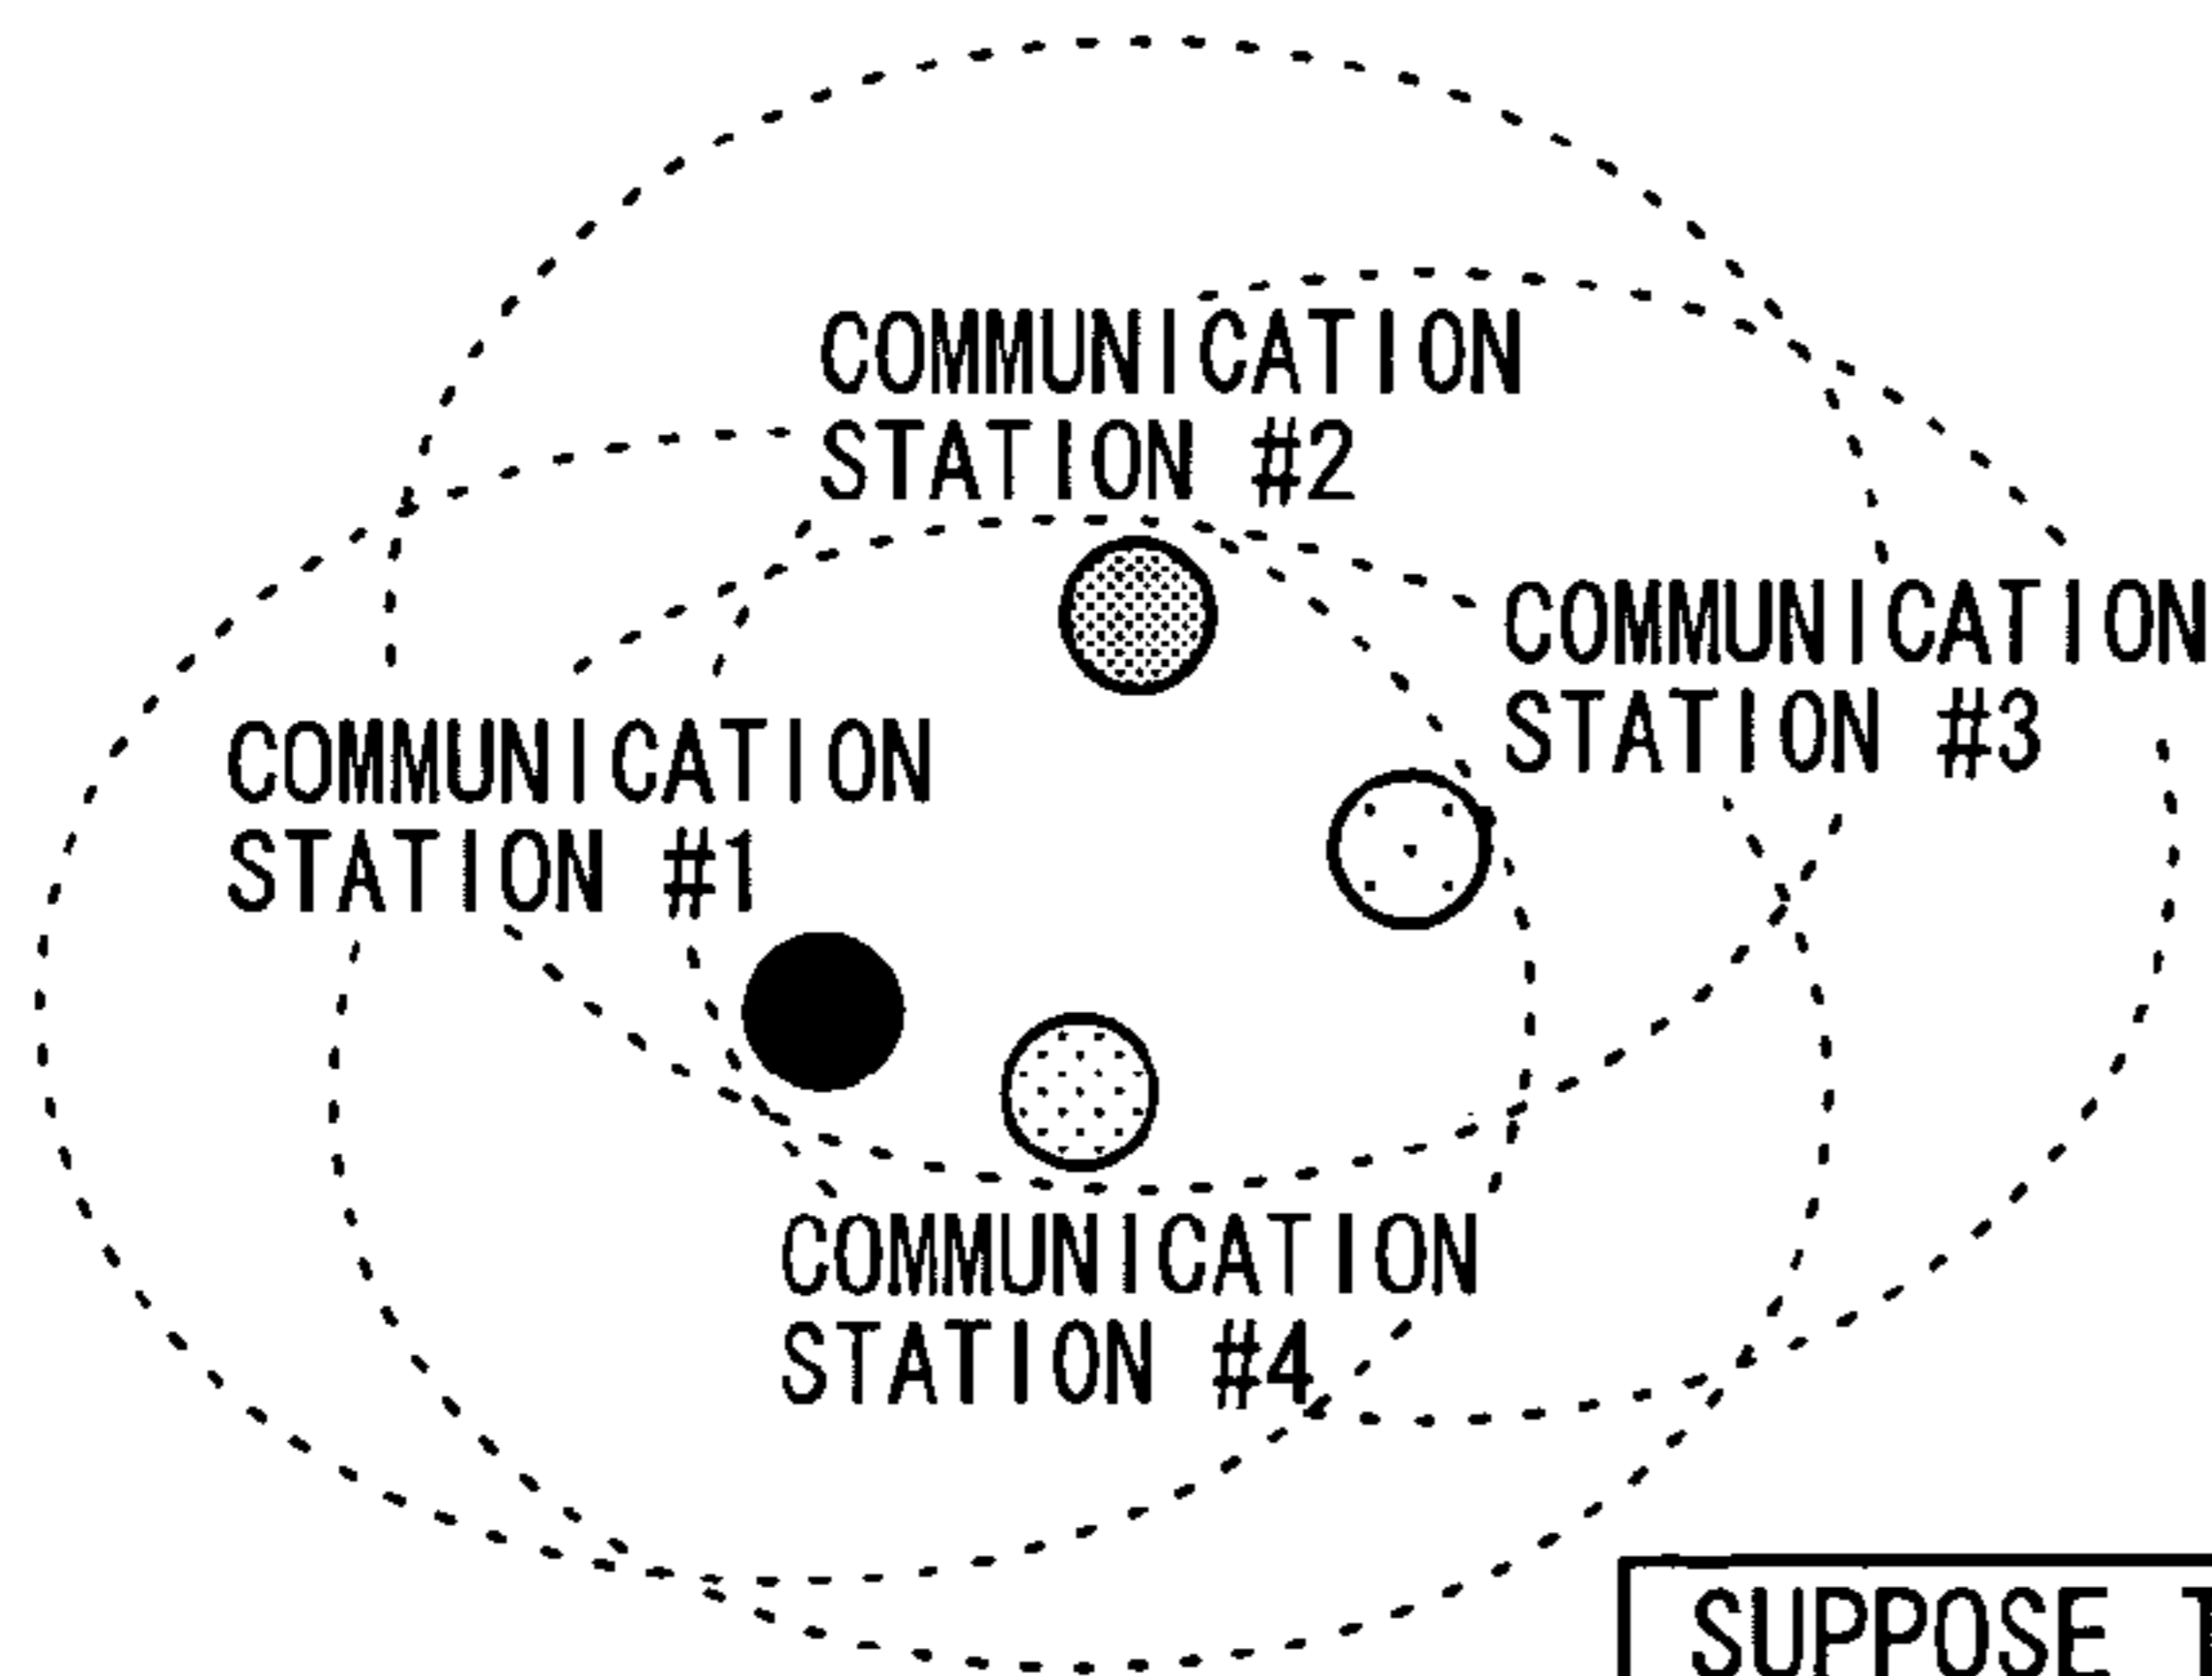 COMMUNICATION
STATION #2
COMMUNICATION
STATION #3
COMMUNICATION
STATION #1
COMMUNICATION
STATION #4
SUPPOSE